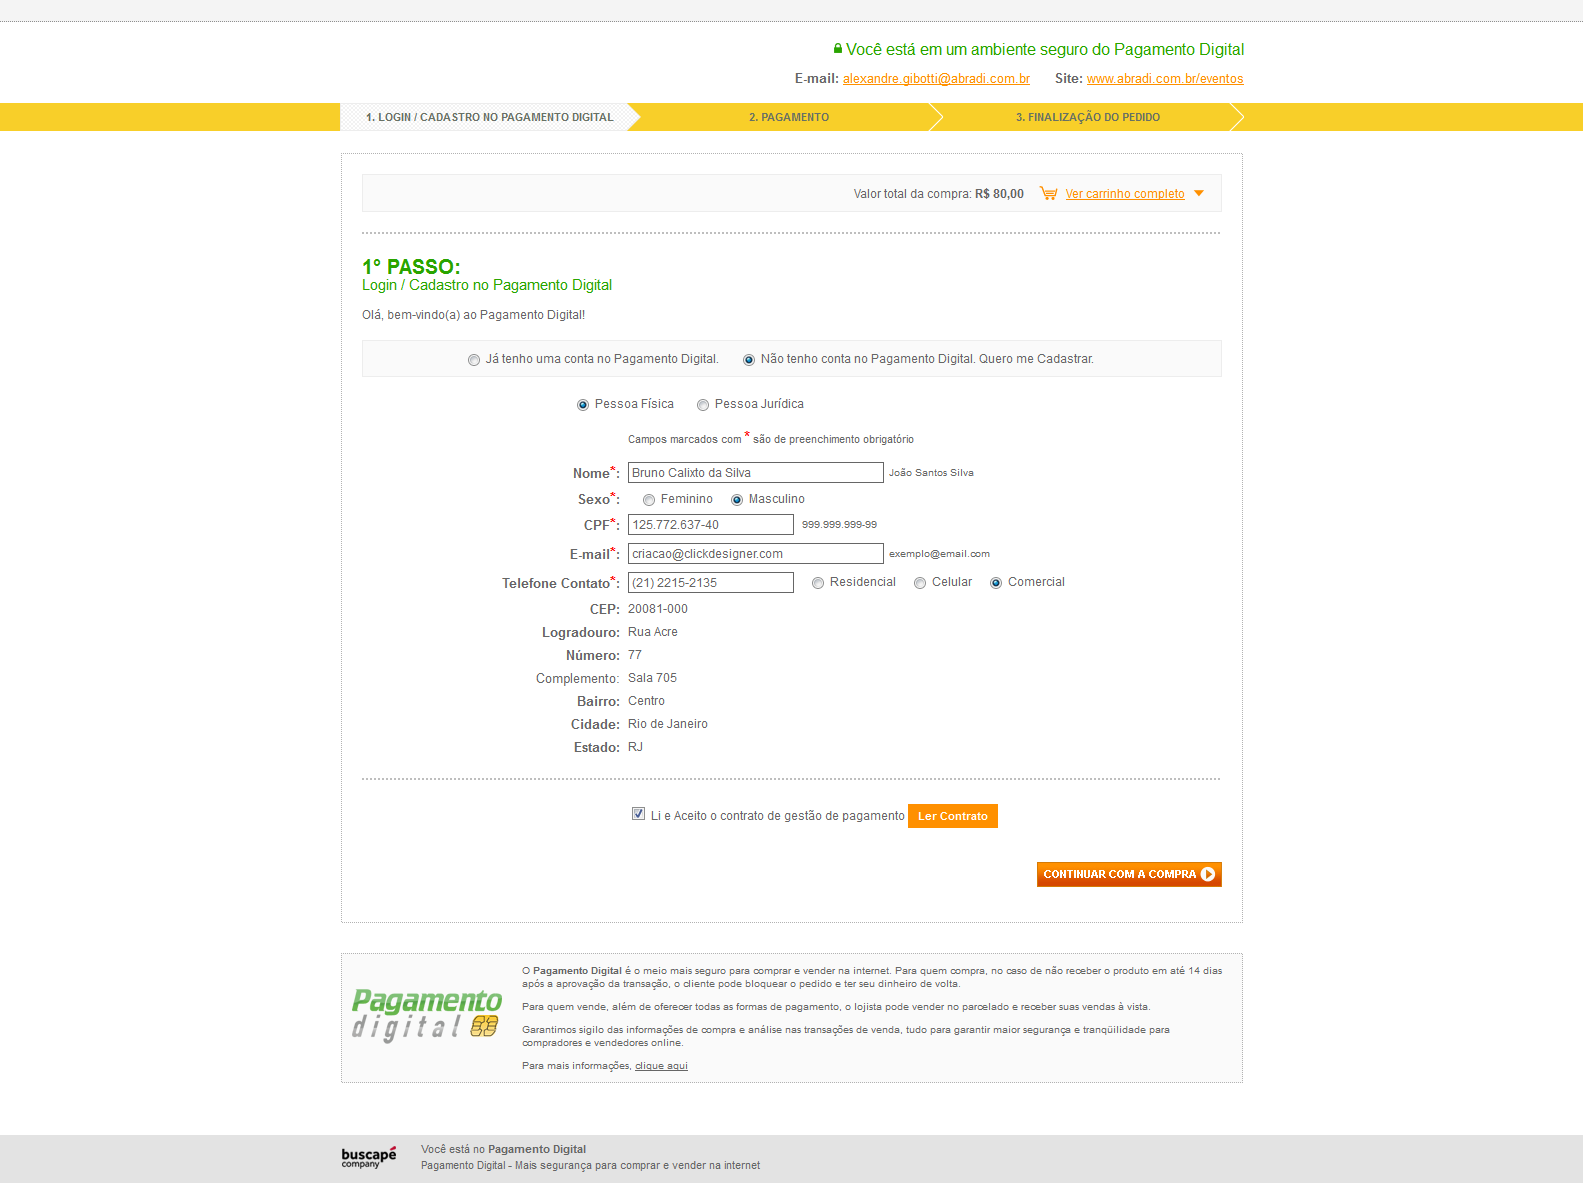 Você está em um ambiente seguro do Pagamento Digital
E-mail: alexandre.gibotti@abradi.com.br Site: www.abradi.com.br/eventos
1. LOGIN / CADASTRO NO PAGAMENTO DIGITAL 2. PAGAMENTO 3. FINALIZAÇÃO DO PEDIDO
Valor total da compra: R$ 80,00 Ver carrinho completo
1° PASSO:
Login / Cadastro no Pagamento Digital
Olá, bem-vindo(a) ao Pagamento Digital!
Já tenho uma conta no Pagamento Digital. Não tenho conta no Pagamento Digital. Quero me Cadastrar.
Pessoa Física Pessoa Jurídica
Campos marcados com * são de preenchimento obrigatório
Nome*: Bruno Calixto da Silva João Santos Silva
Sexo*: Feminino Masculino
CPF*: 125.772.637-40 999.999.999-99
E-mail*: criacao@clickdesigner.com exemplo@email.com
Telefone Contato*: (21) 2215-2135 Residencial Celular Comercial
CEP: 20081-000
Logradouro: Rua Acre
Número: 77
Complemento: Sala 705
Bairro: Centro
Cidade: Rio de Janeiro
Estado: RJ
Li e Aceito o contrato de gestão de pagamento Ler Contrato
CONTINUAR COM A COMPRA
Pagamento
digital
O Pagamento Digital é o meio mais seguro para comprar e vender na internet. Para quem compra, no caso de não receber o produto em até 14 dias
após a aprovação da transação, o cliente pode bloquear o pedido e ter seu dinheiro de volta.
Para quem vende, além de oferecer todas as formas de pagamento, o lojista pode vender no parcelado e receber suas vendas à vista.
Garantimos sigilo das informações de compra e análise nas transações de venda, tudo para garantir maior segurança e tranqüilidade para
compradores e vendedores online.
Para mais informações, clique aqui
buscapé
company
Você está no Pagamento Digital
Pagamento Digital - Mais segurança para comprar e vender na internet